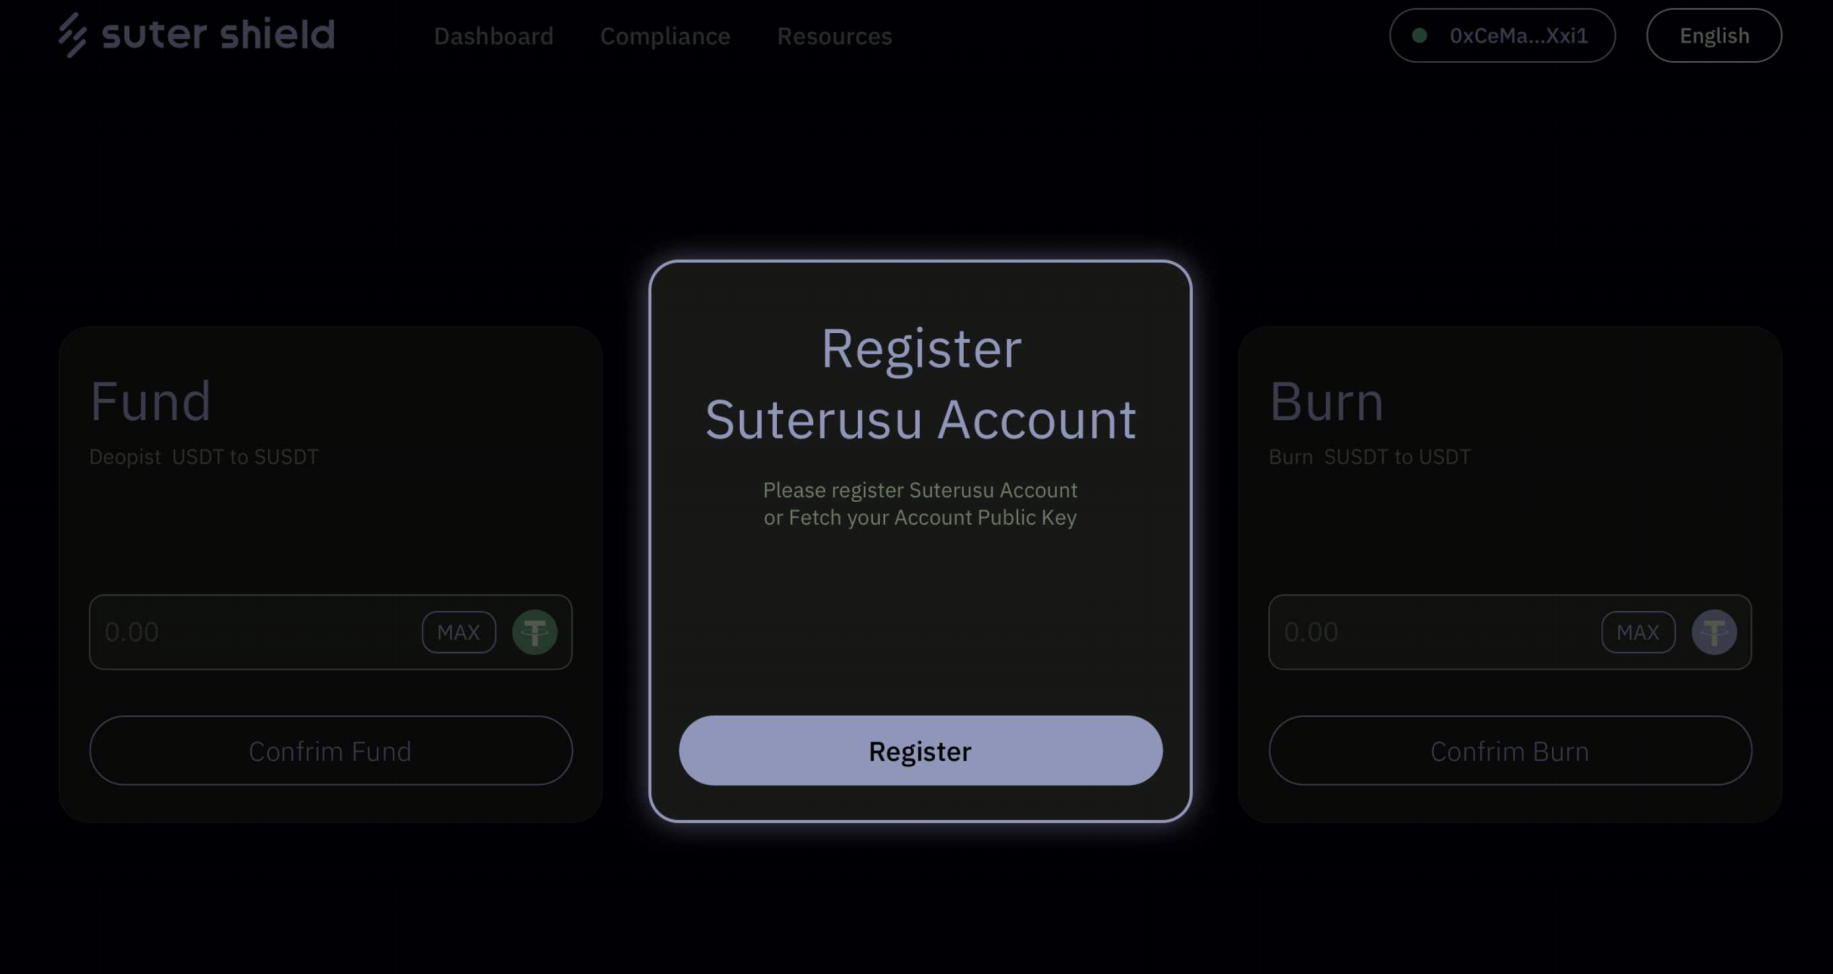 suter shield
Dashboard
Compliance
Resources
0xCeMa...Xxi1
English
Fund
Deopist USDT to SUSDT
0.00
MAX
Confrim Fund
Register
Suterusu Account
Please register Suterusu Account
or Fetch your Account Public Key
Register
Burn
Burn SUSDT to USDT
0.00
MAX
Confrim Burn